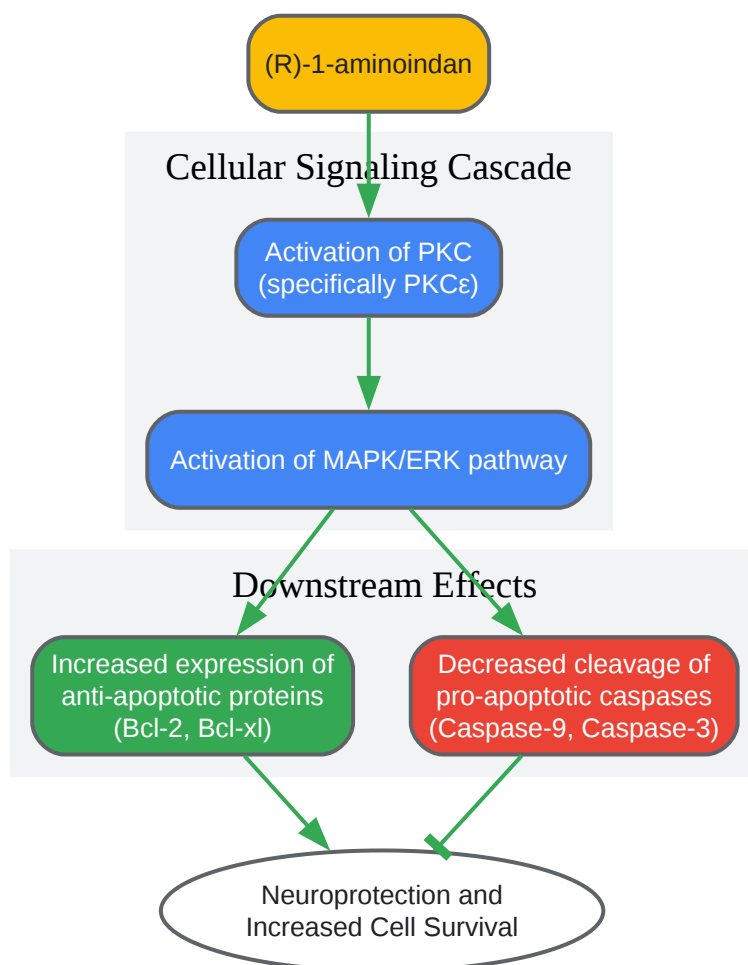 (R)-1-aminoindan
Cellular Signaling Cascade
Activation of PKC
(specifically PKCε)
Activation of MAPK/ERK pathway
Downstream Effects
Increased expression of
anti-apoptotic proteins
(Bcl-2, Bcl-xl)
Decreased cleavage of
pro-apoptotic caspases
(Caspase-9, Caspase-3)
Neuroprotection and
Increased Cell Survival